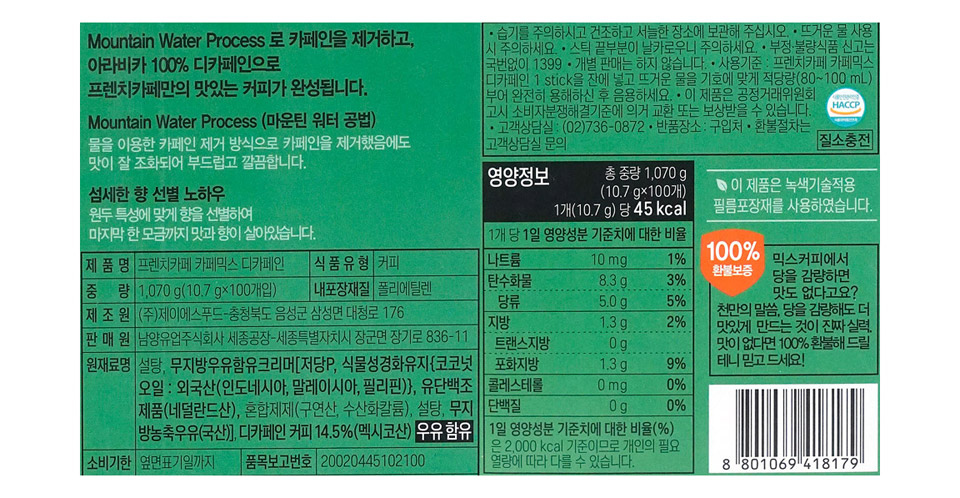 Mountain Water Process 로 카페인을 제거하고,
아라비카 100% 디카페인으로
프렌치카페만의 맛있는 커피가 완성됩니다.
Mountain Water Process (마운틴 워터 공법)
물을 이용한 카페인 제거 방식으로 카페인을 제거했음에도
맛이 잘 조화되어 부드럽고 깔끔합니다.
섬세한 향 선별 노하우
원두 특성에 맞게 향을 선별하여
마지막 한 모금까지 맛과 향이 살아있습니다.
제 품 명 프렌치카페 카페믹스 디카페인 식 품 유 형 커피
중 량 1,070 g(10.7 g×100개입) 내포장재질 폴리에틸렌
제 조 원 (주)제이에스푸드-충청북도 음성군 삼성면 대청로 176
판 매 원 남양유업주식회사 세종공장-세종특별자치시 장군면 장기로 836-11
원재료명 설탕, 무지방우유함유크리머[저당P, 식물성경화유지{코코넛
오일 : 외국산(인도네시아, 말레이시아, 필리핀)}, 유단백조
제품(네덜란드산), 혼합제제(구연산, 수산화칼륨), 설탕, 무지
방농축우유(국산)], 디카페인 커피 14.5%(멕시코산) 우유 함유
소비기한 옆면표기일까지 품목보고번호 20020445102100
• 습기를 주의하시고 건조하고 서늘한 장소에 보관해 주십시오. • 뜨거운 물 사용
시 주의하세요. • 스틱 끝부분이 날카로우니 주의하세요. • 부정·불량식품 신고는
국번없이 1399 • 개별 판매는 하지 않습니다. • 사용기준 : 프렌치카페 카페믹스
디카페인 1 stick을 잔에 넣고 뜨거운 물을 기호에 맞게 적당량(80~100 mL)
부어 완전히 용해하신 후 음용하세요. • 이 제품은 공정거래위원회
고시 소비자분쟁해결기준에 의거 교환 또는 보상받을 수 있습니다.
• 고객상담실 : (02)736-0872 • 반품장소 : 구입처 • 환불절차는
고객상담실 문의
HACCP
질소충전
영양정보
총 중량 1,070 g
(10.7 g×100개)
1개(10.7 g) 당 45 kcal
1개 당 1일 영양성분 기준치에 대한 비율
나트륨 10 mg 1%
탄수화물 8.3 g 3%
당류 5.0 g 5%
지방 1.3 g 2%
트랜스지방 0 g
포화지방 1.3 g 9%
콜레스테롤 0 mg 0%
단백질 0 g 0%
1일 영양성분 기준치에 대한 비율(%)
은 2,000 kcal 기준이므로 개인의 필요
열량에 따라 다를 수 있습니다.
이 제품은 녹색기술적용
필름포장재를 사용하였습니다.
100%
환불보증
믹스커피에서
당을 감량하면
맛도 없다고요?
천만의 말씀, 당을 감량해도 더
맛있게 만드는 것이 진짜 실력.
맛이 없다면 100% 환불해 드릴
테니 믿고 드세요!
8 801069 418179